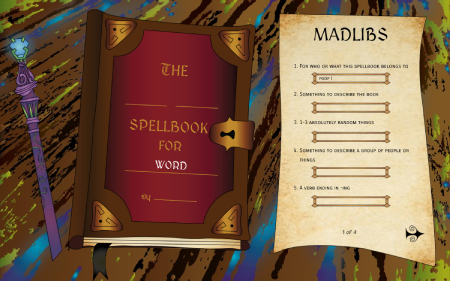 THE
SPELLBOOK
FOR
WORD
By
MADLIBS
1. For who or what this spellbook belongs to
2. Something to describe the book
3. 1-3 absolutely random things
4. Something to describe a group of people or
things
5. A verb ending in -ing
1 of 4